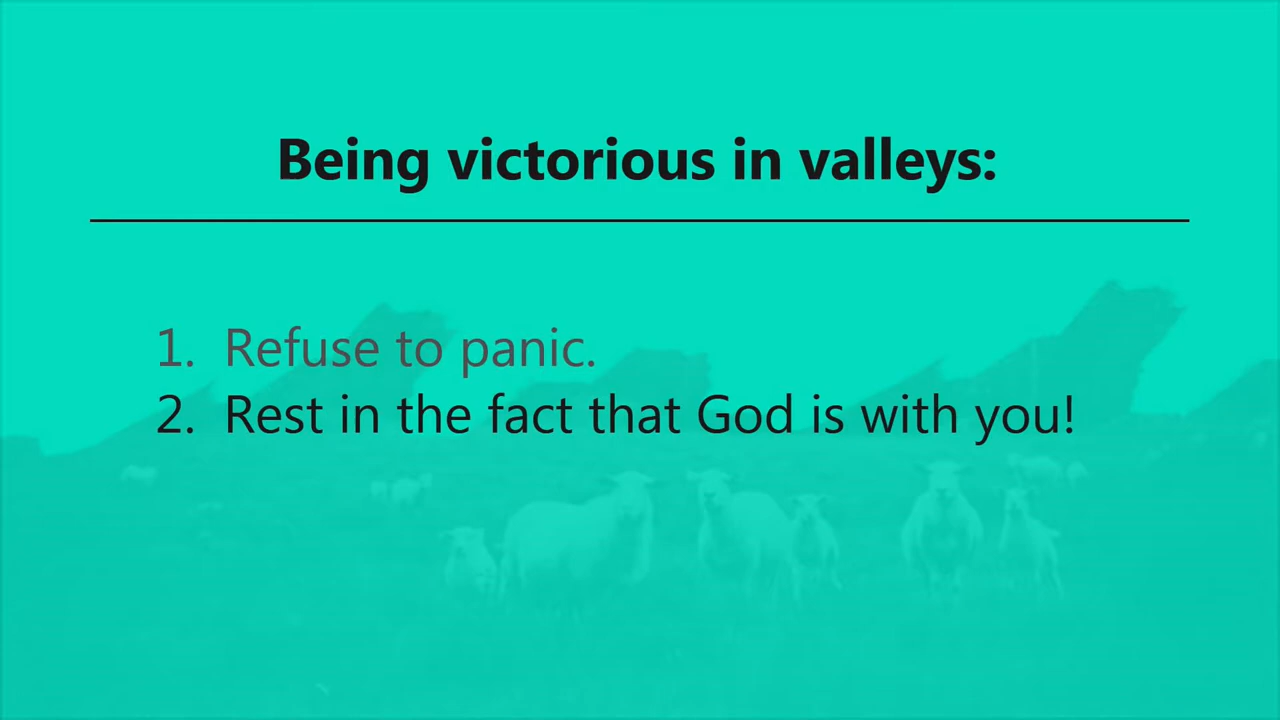 Being victorious in valleys:
1. Refuse to panic.
2. Rest in the fact that God is with you!